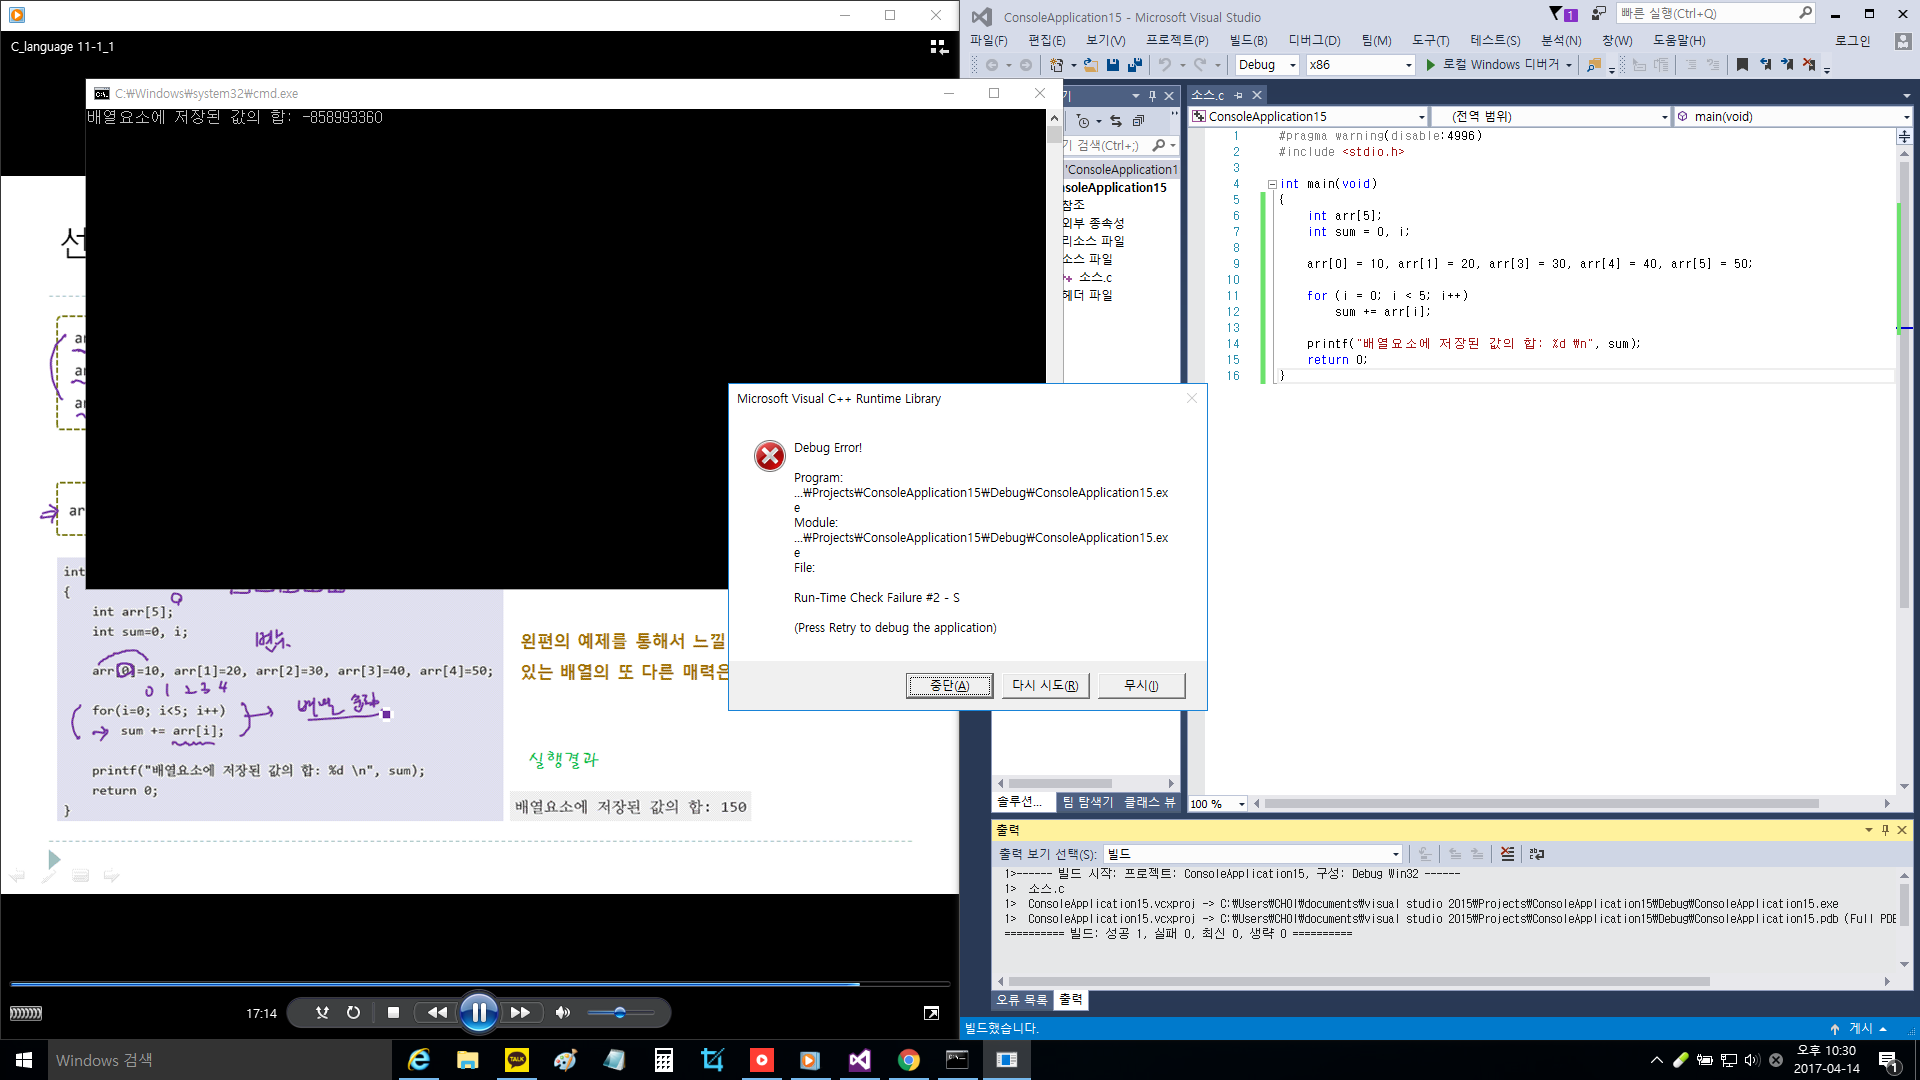 C_language 11-1_1
C:₩Windows₩system32₩cmd.exe
배열요소에 저장된 값의 합: -858993360
선
ar
ar
ar
ar
int
{
int arr[5];
int sum=0, i;
변수
arr[0]=10, arr[1]=20, arr[2]=30, arr[3]=40, arr[4]=50;
0 1 2 3 4
for(i=0; i<5; i++)
sum += arr[i];
printf("배열요소에 저장된 값의 합: %d \n", sum);
return 0;
}
왼편의 예제를 통해서 느낄
있는 배열의 또 다른 매력은
실행결과
배열요소에 저장된 값의 합: 150
17:14
ConsoleApplication15 - Microsoft Visual Studio
1
빠른 실행(Ctrl+Q)
파일(F) 편집(E) 보기(V) 프로젝트(P) 빌드(B) 디버그(D) 팀(M) 도구(T) 테스트(S) 분석(N) 창(W) 도움말(H) 로그인
Debug x86 로컬 Windows 디버거
기
기 검색(Ctrl+;)
'ConsoleApplication1
nsoleApplication15
참조
외부 종속성
리소스 파일
소스 파일
소스.c
헤더 파일
솔루션... 팀 탐색기 클래스 뷰
소스.c
ConsoleApplication15 (전역 범위) main(void)
1 #pragma warning(disable:4996)
2 #include <stdio.h>
3
4 int main(void)
5 {
6 int arr[5];
7 int sum = 0, i;
8
9 arr[0] = 10, arr[1] = 20, arr[3] = 30, arr[4] = 40, arr[5] = 50;
10
11 for (i = 0; i < 5; i++)
12 sum += arr[i];
13
14 printf("배열요소에 저장된 값의 합: %d ₩n", sum);
15 return 0;
16 }
100 %
Microsoft Visual C++ Runtime Library
Debug Error!
Program:
...₩Projects₩ConsoleApplication15₩Debug₩ConsoleApplication15.ex
e
Module:
...₩Projects₩ConsoleApplication15₩Debug₩ConsoleApplication15.ex
e
File:
Run-Time Check Failure #2 - S
(Press Retry to debug the application)
중단(A) 다시 시도(R) 무시(I)
출력
출력 보기 선택(S): 빌드
1>------ 빌드 시작: 프로젝트: ConsoleApplication15, 구성: Debug Win32 ------
1> 소스.c
1> ConsoleApplication15.vcxproj -> C:₩Users₩CHOI₩documents₩visual studio 2015₩Projects₩ConsoleApplication15₩Debug₩ConsoleApplication15.exe
1> ConsoleApplication15.vcxproj -> C:₩Users₩CHOI₩documents₩visual studio 2015₩Projects₩ConsoleApplication15₩Debug₩ConsoleApplication15.pdb (Full PDB
========== 빌드: 성공 1, 실패 0, 최신 0, 생략 0 ==========
오류 목록 출력
빌드했습니다. 게시
Windows 검색
TALK
오후 10:30
2017-04-14
1